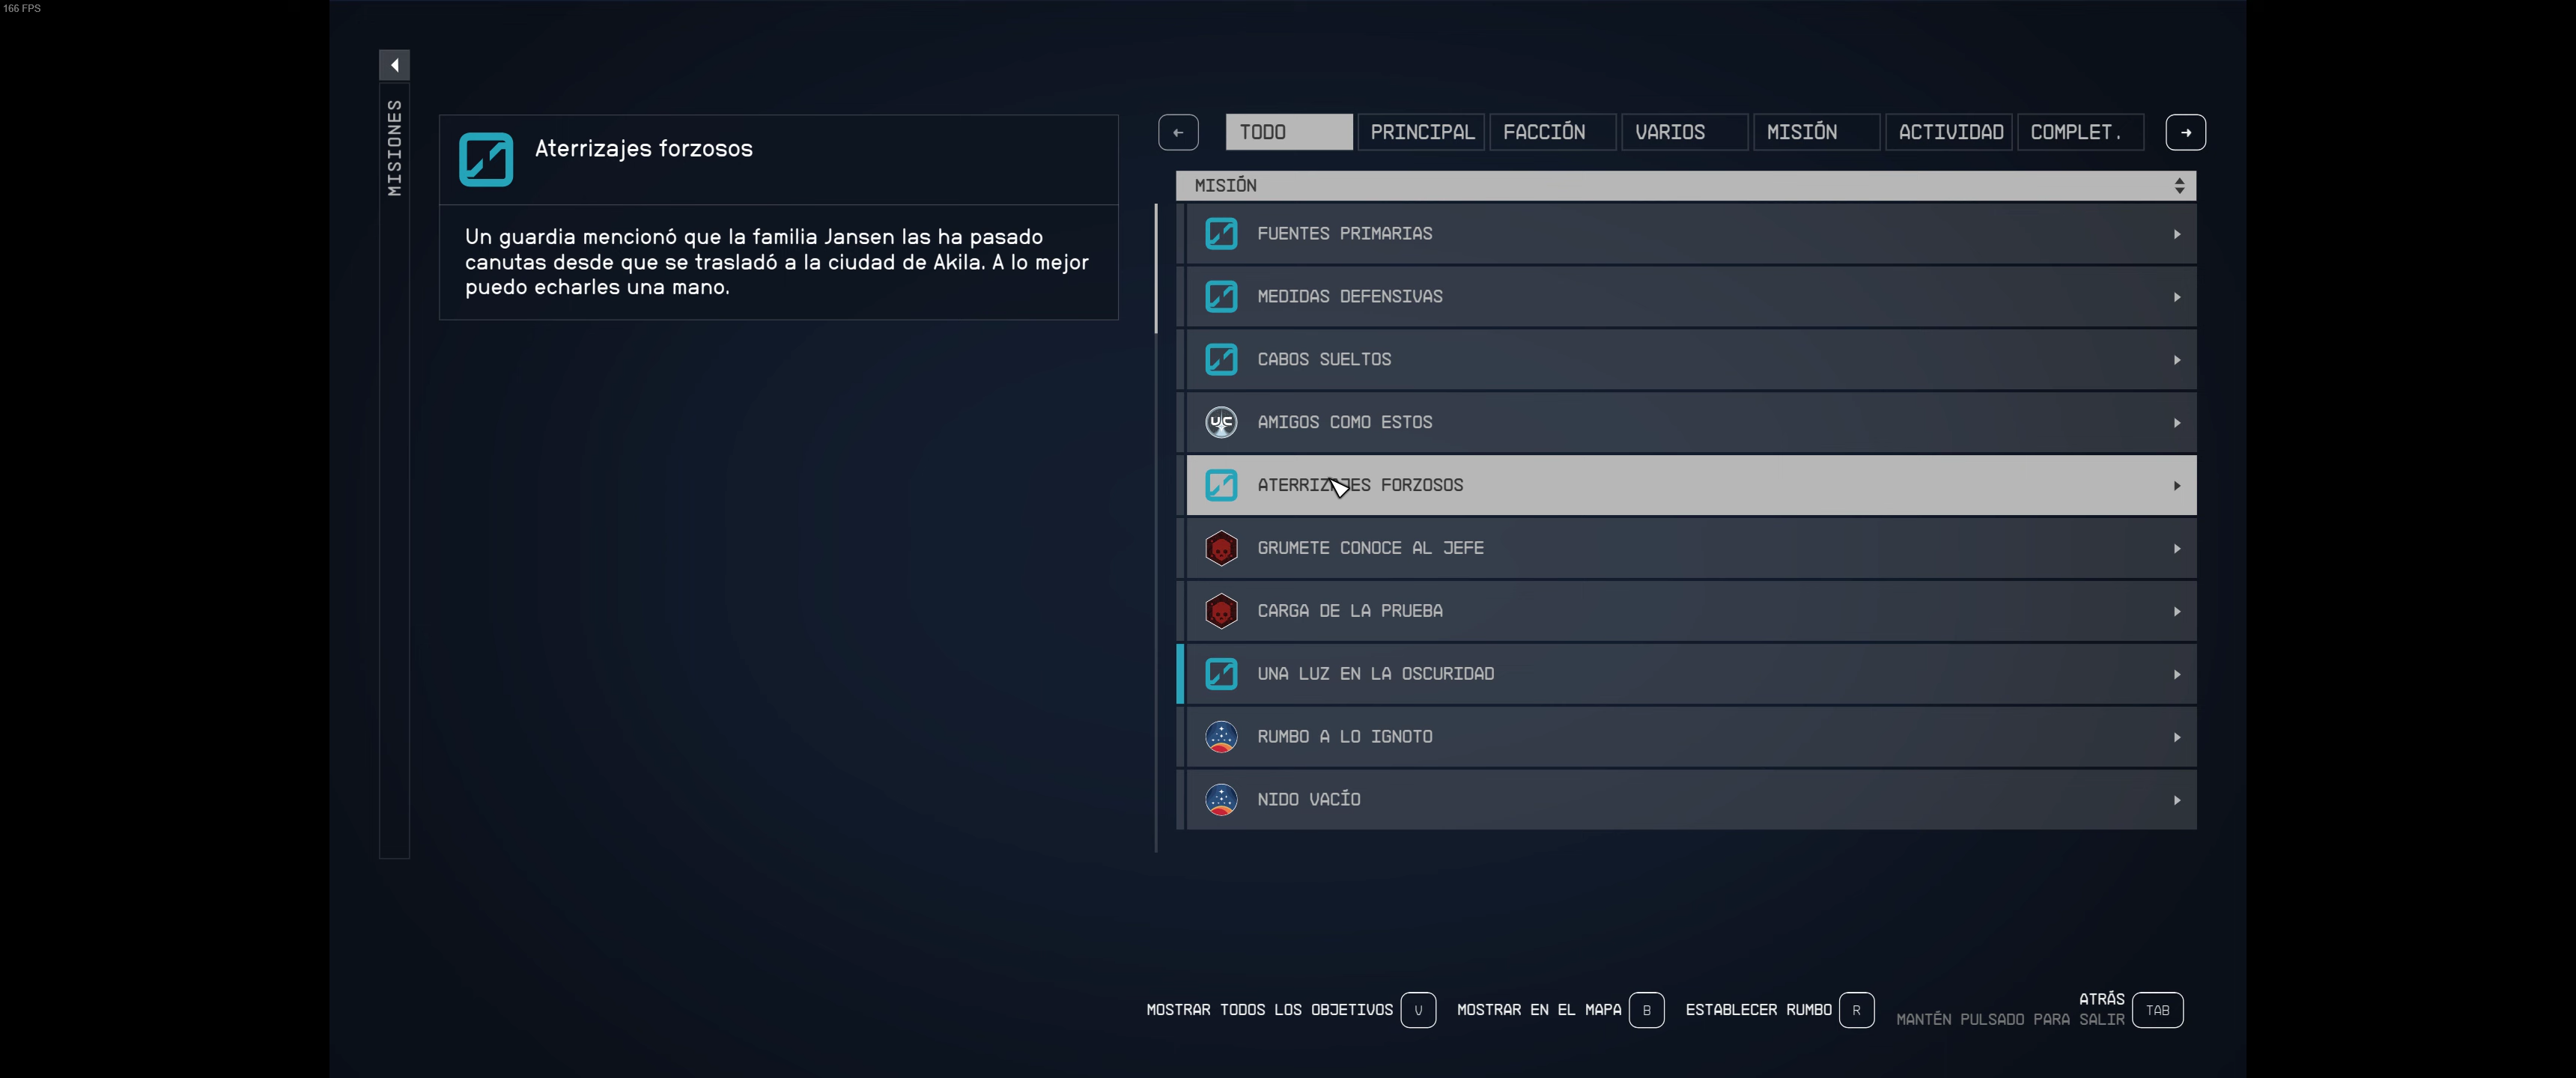 166 FPS
MISIONES
Aterrizajes forzosos
Un guardia mencionó que la familia Jansen las ha pasado
canutas desde que se trasladó a la ciudad de Akila. A lo mejor
puedo echarles una mano.
TODO PRINCIPAL FACCIÓN VARIOS MISIÓN ACTIVIDAD COMPLET.
MISIÓN
FUENTES PRIMARIAS
MEDIDAS DEFENSIVAS
CABOS SUELTOS
UC AMIGOS COMO ESTOS
ATERRIZAJES FORZOSOS
GRUMETE CONOCE AL JEFE
CARGA DE LA PRUEBA
UNA LUZ EN LA OSCURIDAD
RUMBO A LO IGNOTO
NIDO VACÍO
MOSTRAR TODOS LOS OBJETIVOS V MOSTRAR EN EL MAPA B ESTABLECER RUMBO R ATRÁS TAB
MANTÉN PULSADO PARA SALIR